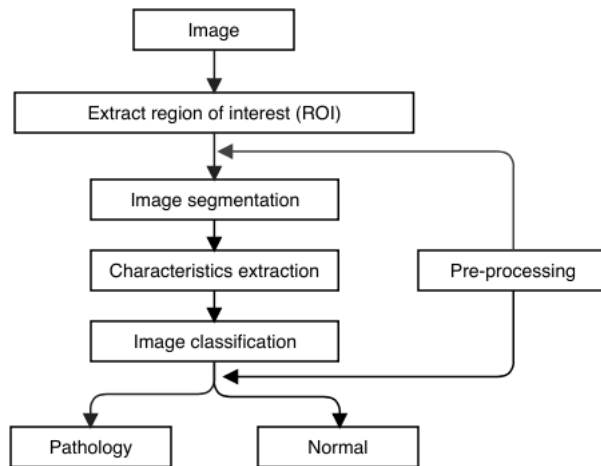 Image
Extract region of interest (ROI)
Image segmentation
Characteristics extraction
Pre-processing
Image classification
Pathology
Normal